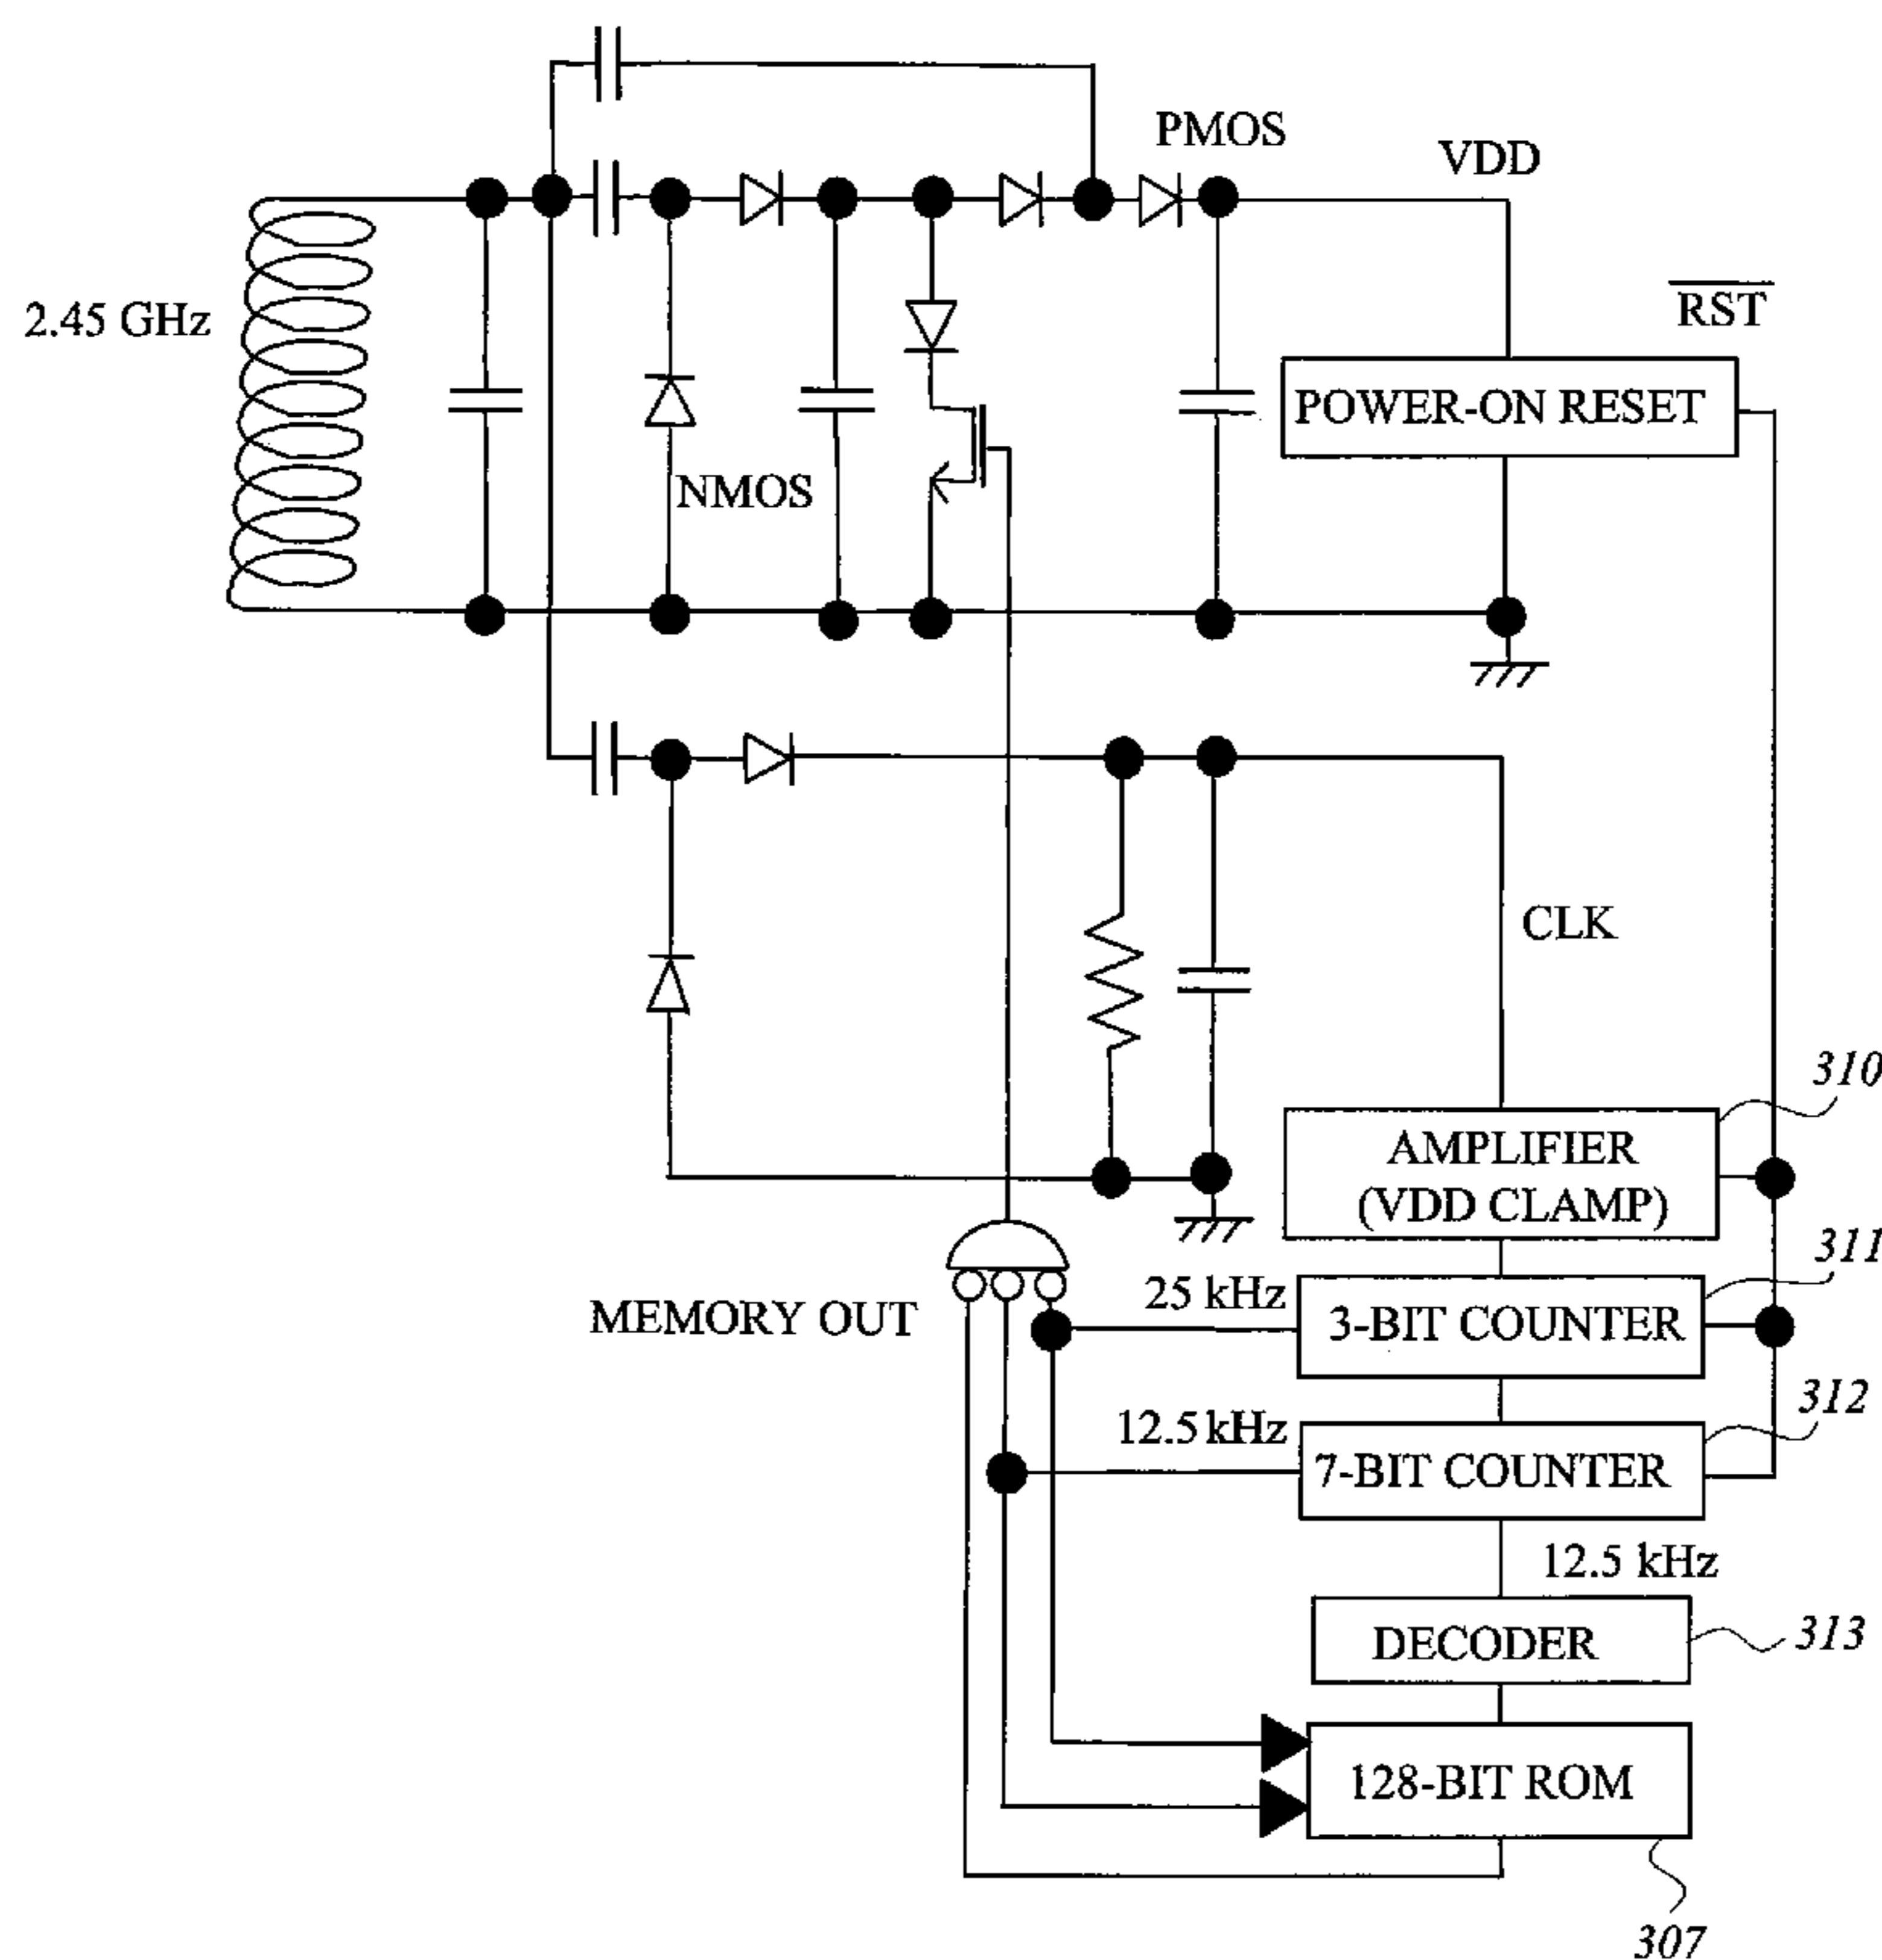 PMOS
VDD
RST
2.45 GHz
POWER-ON RESET
NMOS
CLK
310
AMPLIFIER
(VDD CLAMP)
311
25 kHz
MEMORY OUT
3-BIT COUNTER
312
12.5 kHz
7-BIT COUNTER
12.5 kHz
DECODER
313
128-BIT ROM
307